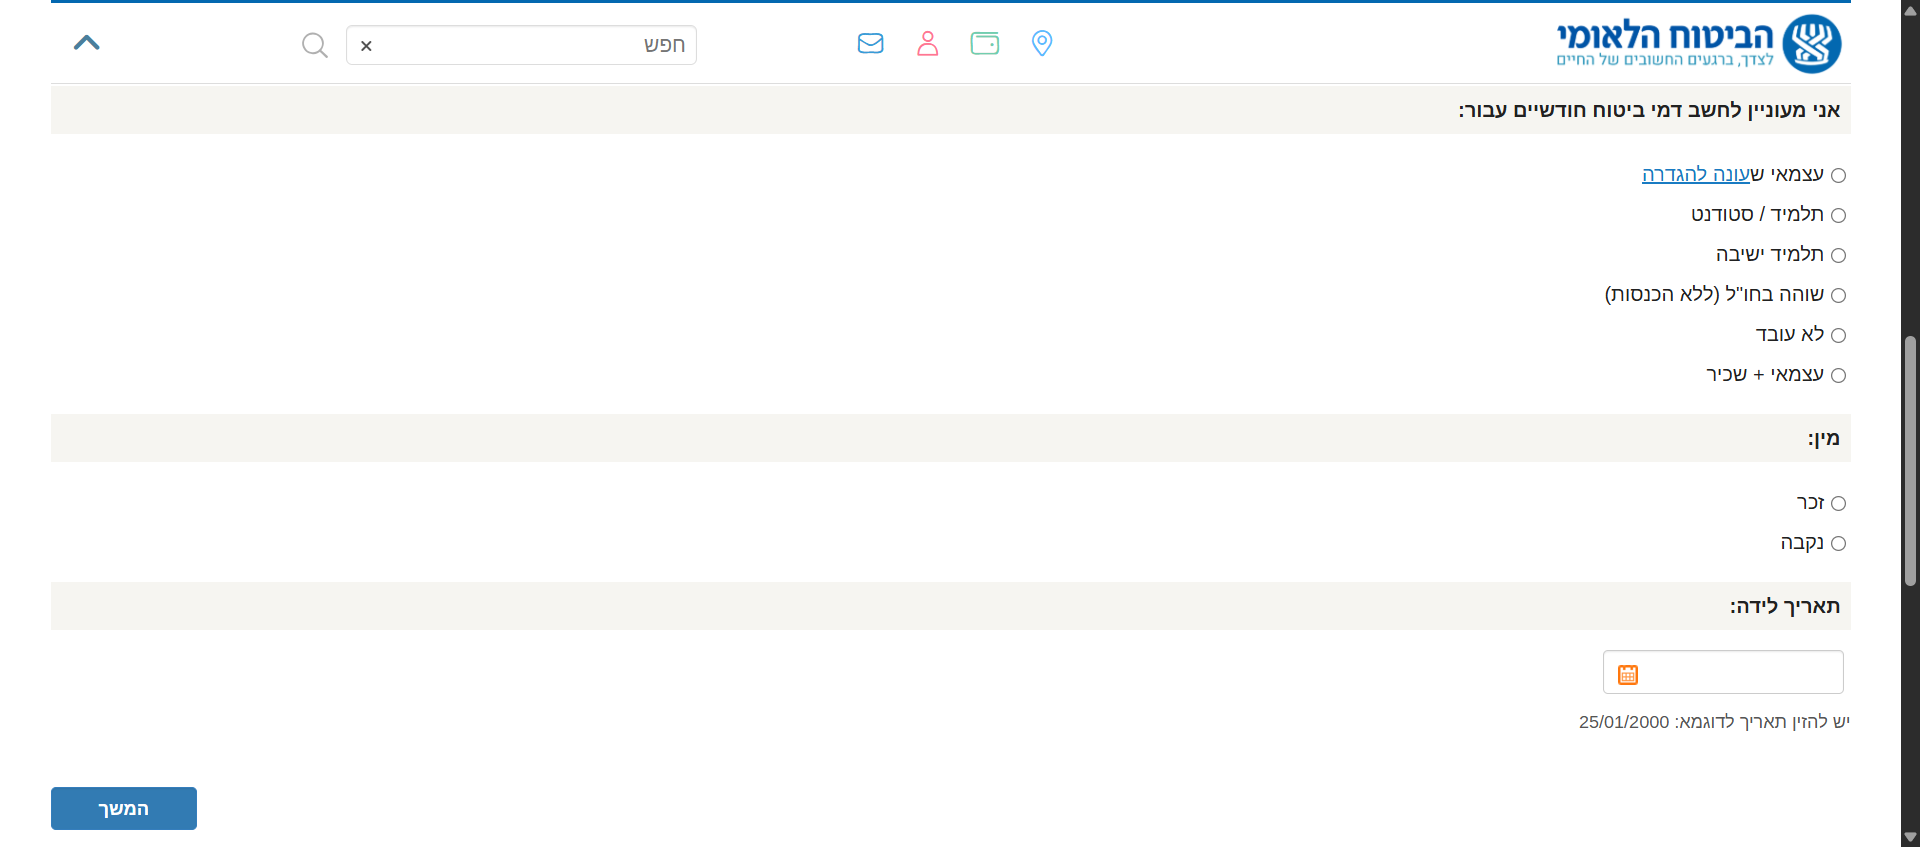 הביטוח הלאומי
לצדך, ברגעים החשובים של החיים
חפש
אני מעוניין לחשב דמי ביטוח חודשיים עבור:
עצמאי שעונה להגדרה
תלמיד / סטודנט
תלמיד ישיבה
שוהה בחו"ל (ללא הכנסות)
לא עובד
עצמאי + שכיר
מין:
זכר
נקבה
תאריך לידה:
יש להזין תאריך לדוגמא: 25/01/2000
המשך